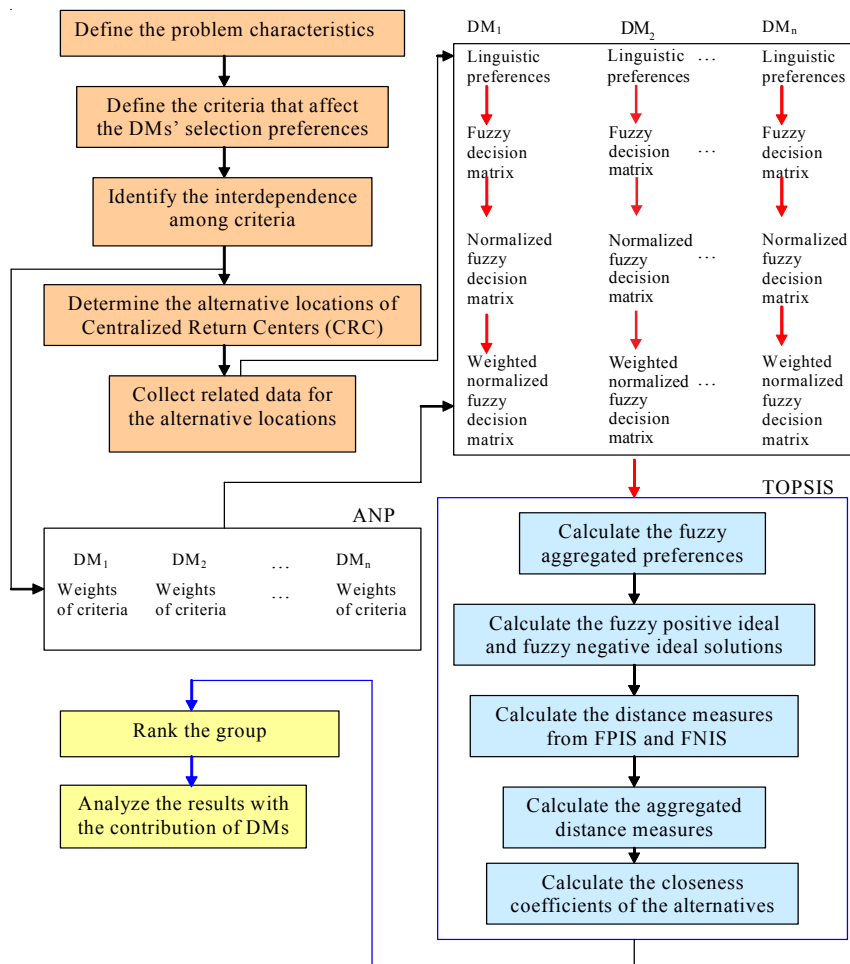 Define the problem characteristics
Define the criteria that affect
the DMs' selection preferences
Identify the interdependence
among criteria
Determine the alternative locations of
Centralized Return Centers (CRC)
Collect related data for
the alternative locations
DM1 DM2 DMn
Linguistic preferences Linguistic preferences ... Linguistic preferences
Fuzzy decision matrix Fuzzy decision matrix ... Fuzzy decision matrix
Normalized fuzzy decision matrix Normalized fuzzy decision matrix ... Normalized fuzzy decision matrix
Weighted normalized fuzzy decision matrix Weighted normalized fuzzy decision matrix ... Weighted normalized fuzzy decision matrix
ANP
DM1 DM2 ... DMn
Weights Weights ... Weights
of criteria of criteria of criteria
TOPSIS
Calculate the fuzzy
aggregated preferences
Calculate the fuzzy positive ideal
and fuzzy negative ideal solutions
Calculate the distance measures
from FPIS and FNIS
Calculate the aggregated
distance measures
Calculate the closeness
coefficients of the alternatives
Rank the group
Analyze the results with
the contribution of DMs